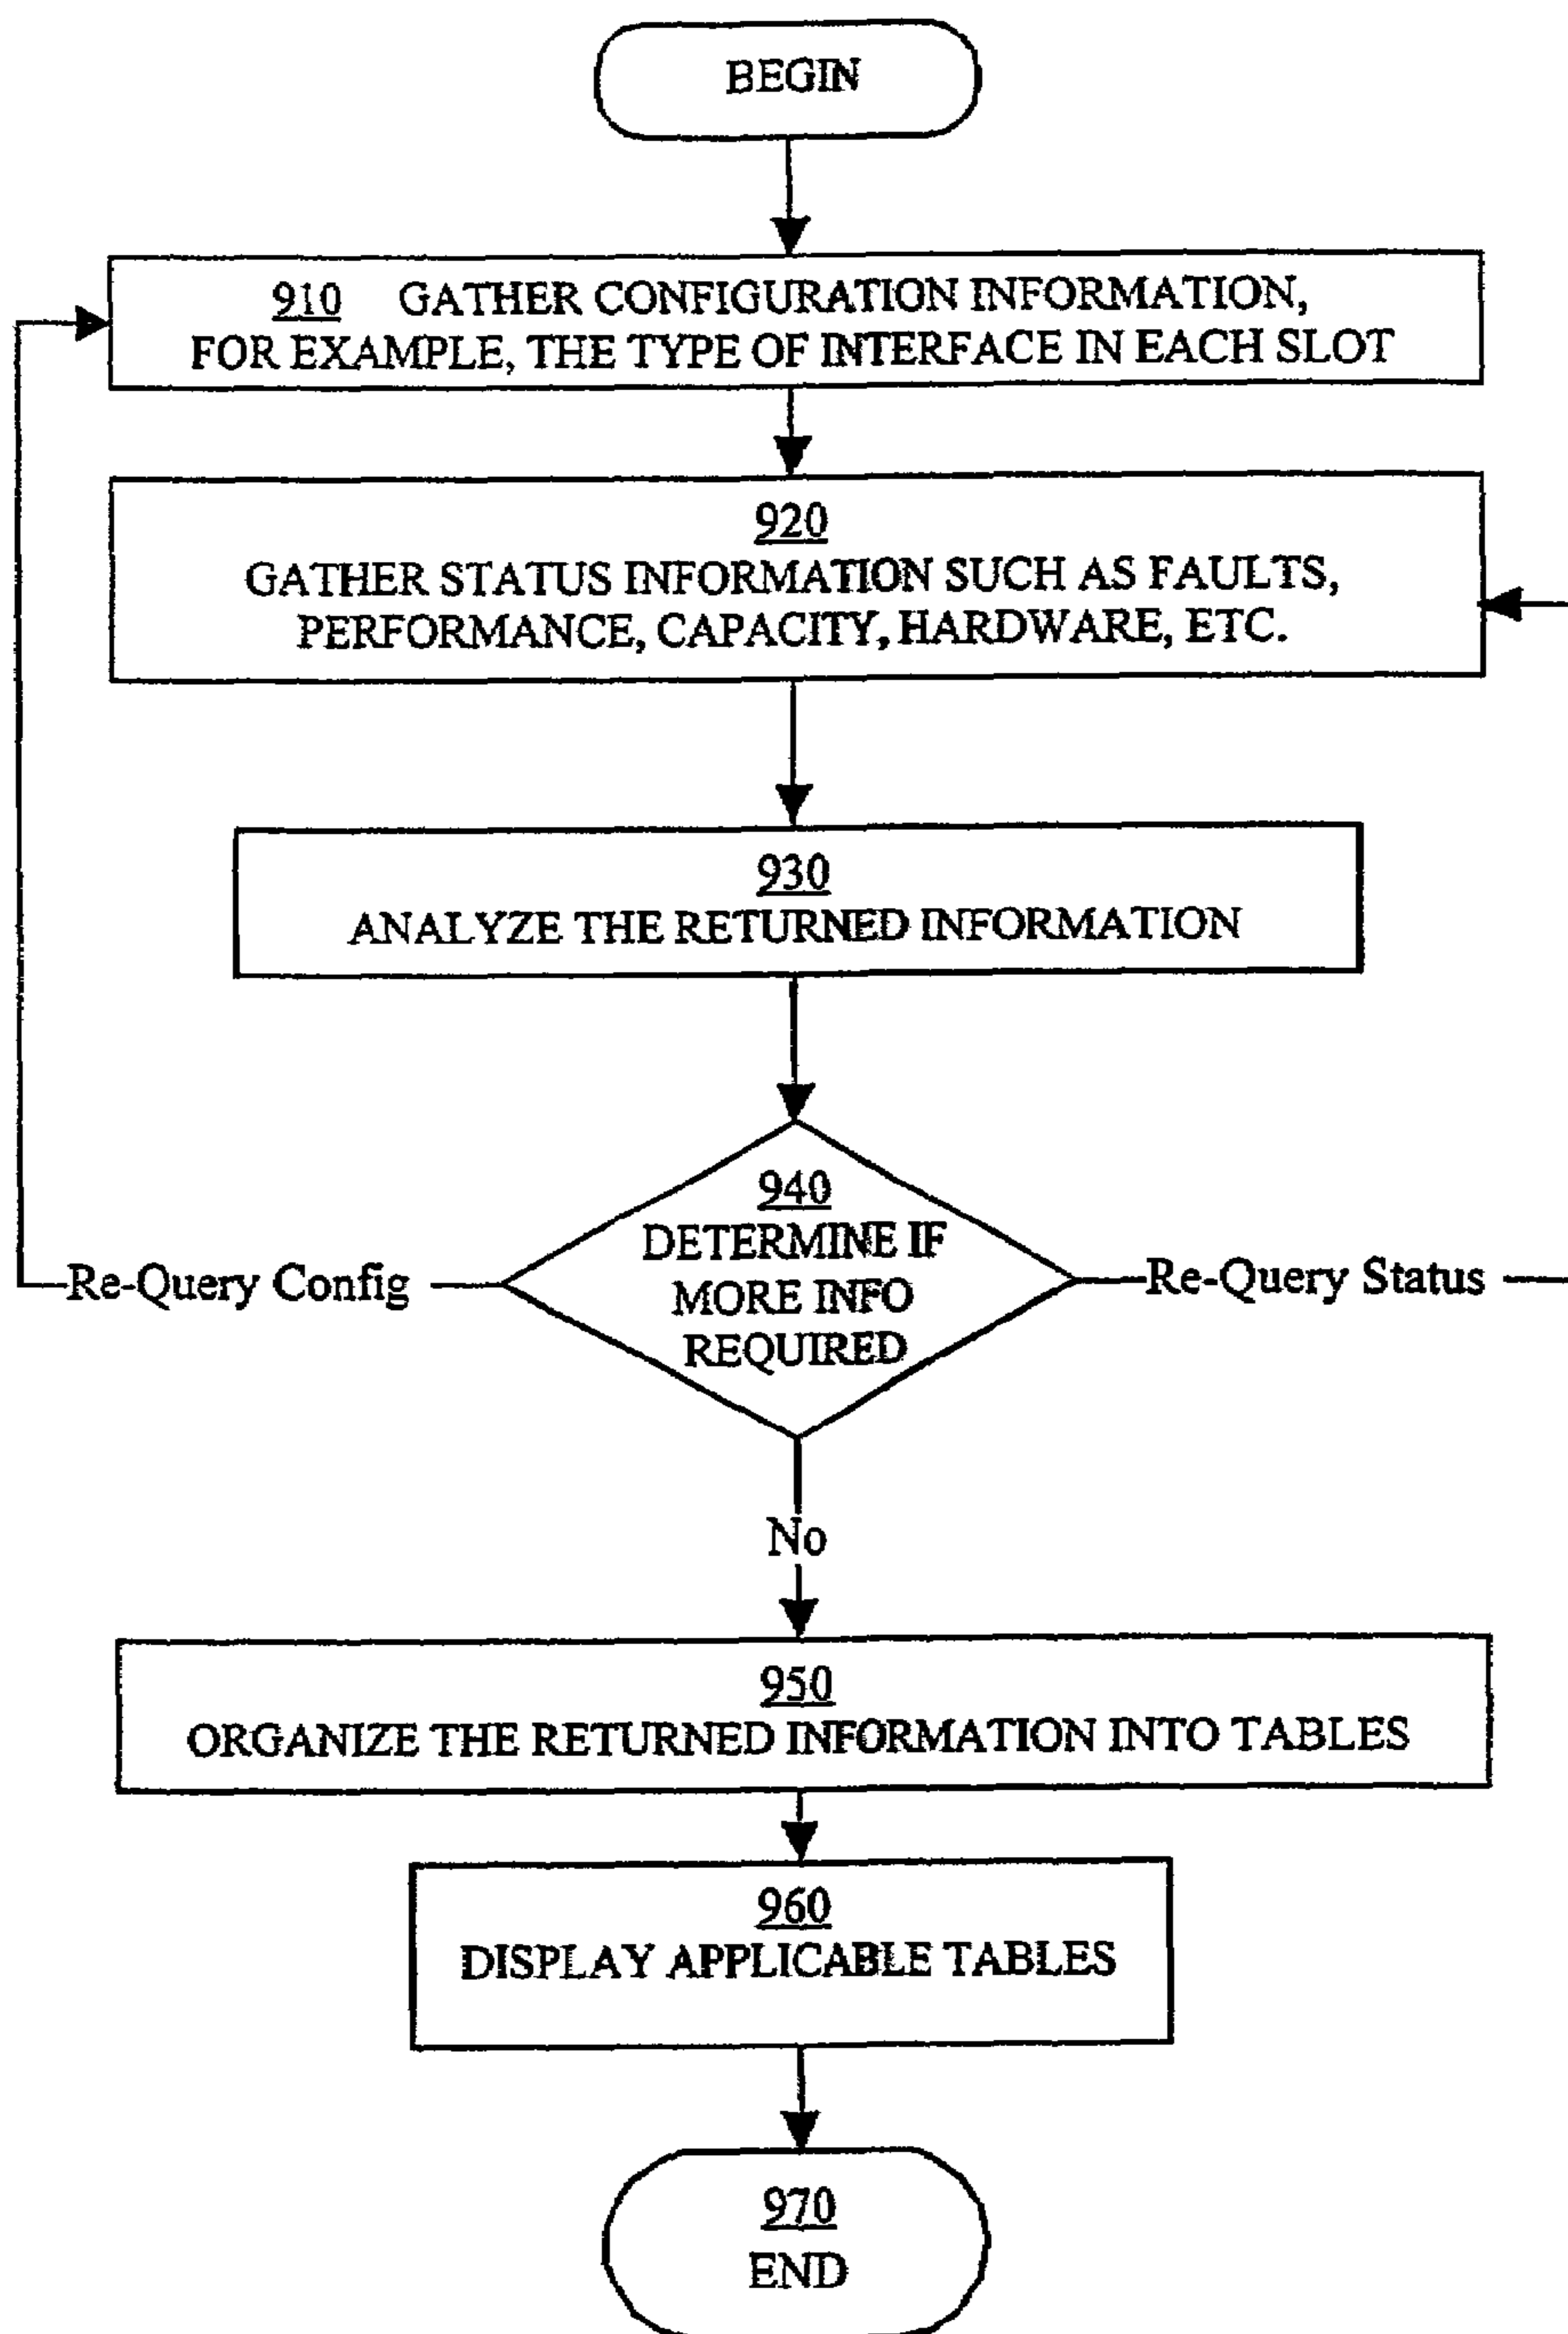 BEGIN
910 GATHER CONFIGURATION INFORMATION,
FOR EXAMPLE, THE TYPE OF INTERFACE IN EACH SLOT
920
GATHER STATUS INFORMATION SUCH AS FAULTS,
PERFORMANCE, CAPACITY, HARDWARE, ETC.
930
ANALYZE THE RETURNED INFORMATION
940
DETERMINE IF
MORE INFO
REQUIRED
Re-Query Config
Re-Query Status
No
950
ORGANIZE THE RETURNED INFORMATION INTO TABLES
960
DISPLAY APPLICABLE TABLES
970
END